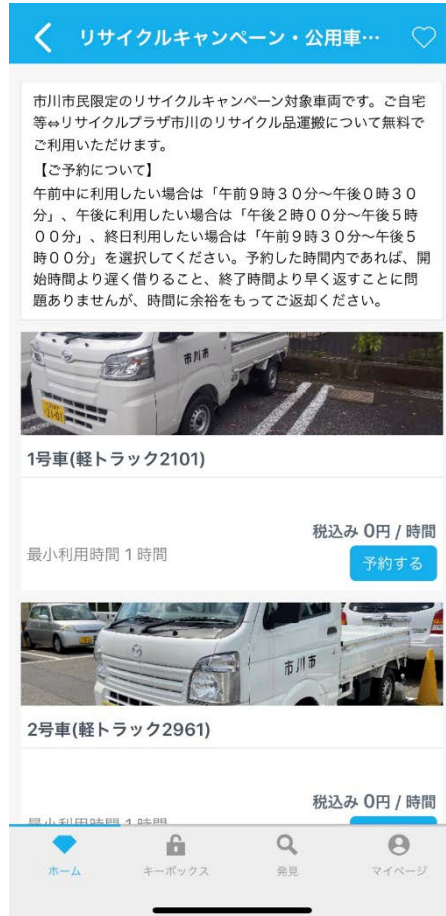 リサイクルキャンペーン・公用車…
市川市民限定のリサイクルキャンペーン対象車両です。ご自宅
等⇔リサイクルプラザ市川のリサイクル品運搬について無料で
ご利用いただけます。
【ご予約について】
午前中に利用したい場合は「午前9時30分～午後0時30
分」、午後に利用したい場合は「午後2時00分～午後5時
00分」、終日利用したい場合は「午前9時30分～午後5
時00分」を選択してください。予約した時間内であれば、開
始時間より遅く借りること、終了時間より早く返すことに問
題ありませんが、時間に余裕をもってご返却ください。
市川市
21-01
1号車(軽トラック2101)
税込み 0円 / 時間
最小利用時間 1 時間
予約する
市川市
2号車(軽トラック2961)
税込み 0円 / 時間
最小利用時間 1 時間
ホーム
キーボックス
発見
マイページ